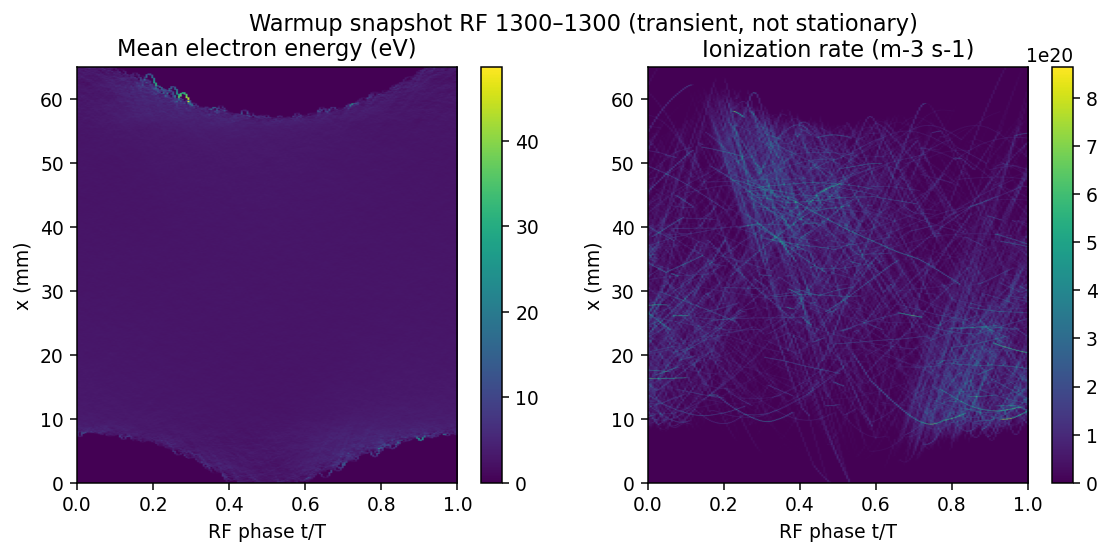 Warmup snapshot RF 1300–1300 (transient, not stationary)
Mean electron energy (eV)
x (mm)
60
50
40
30
20
10
0
0.0 0.2 0.4 0.6 0.8 1.0
RF phase t/T
40
30
20
10
0
Ionization rate (m-3 s-1)
x (mm)
60
50
40
30
20
10
0
0.0 0.2 0.4 0.6 0.8 1.0
RF phase t/T
1e20
8
7
6
5
4
3
2
1
0